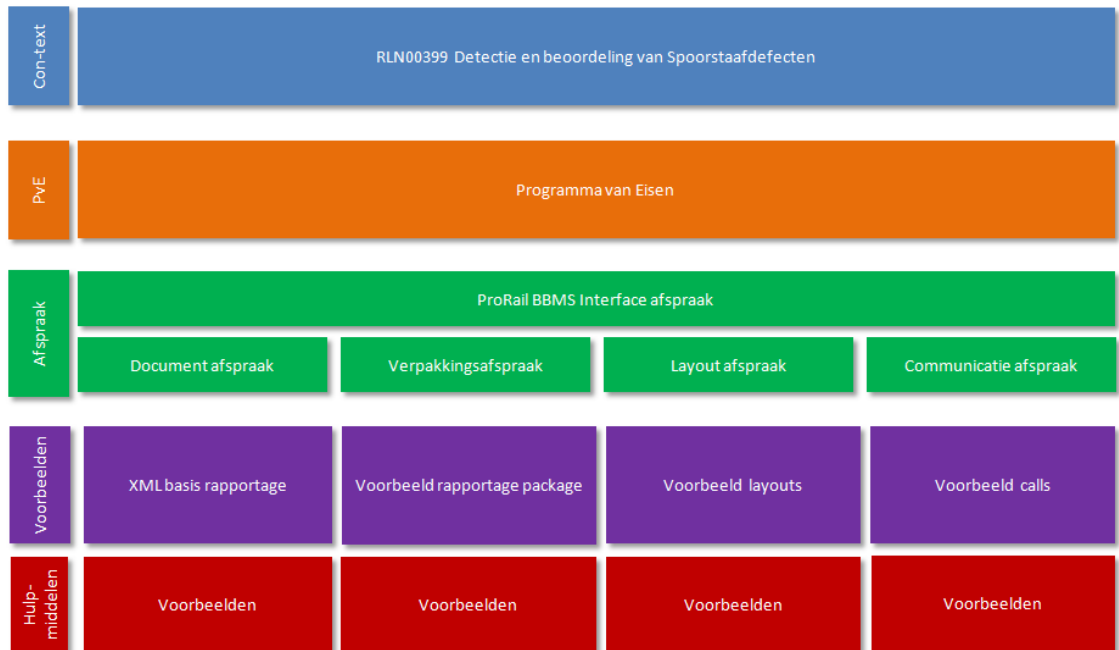 Con-text
RLN00399 Detectie en beoordeling van Spoorstaafdefecten
PvE
Programma van Eisen
Afspraak
ProRail BBMS Interface afspraak
Document afspraak
Verpakkingsafspraak
Layout afspraak
Communicatie afspraak
Voorbeelden
XML basis rapportage
Voorbeeld rapportage package
Voorbeeld layouts
Voorbeeld calls
Hulp-
middelen
Voorbeelden
Voorbeelden
Voorbeelden
Voorbeelden